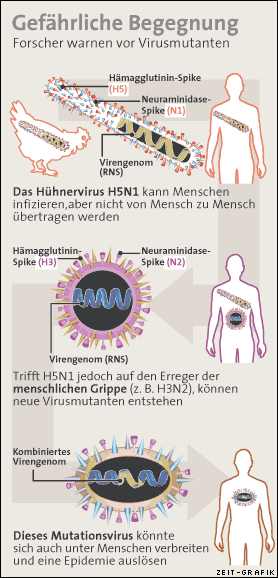 Gefährliche Begegnung
Forscher warnen vor Virusmutanten
Hämagglutinin-Spike
(H5)
Neuraminidase-
Spike (N1)
Virengenom
(RNS)
Das Hühnervirus H5N1 kann Menschen
infizieren,aber nicht von Mensch zu Mensch
übertragen werden
Hämagglutinin-
Spike (H3)
Neuraminidase-
Spike (N2)
Virengenom (RNS)
Trifft H5N1 jedoch auf den Erreger der
menschlichen Grippe (z. B. H3N2), können
neue Virusmutanten entstehen
Kombiniertes
Virengenom
Dieses Mutationsvirus könnte
sich auch unter Menschen verbreiten
und eine Epidemie auslösen
ZEIT-GRAFIK